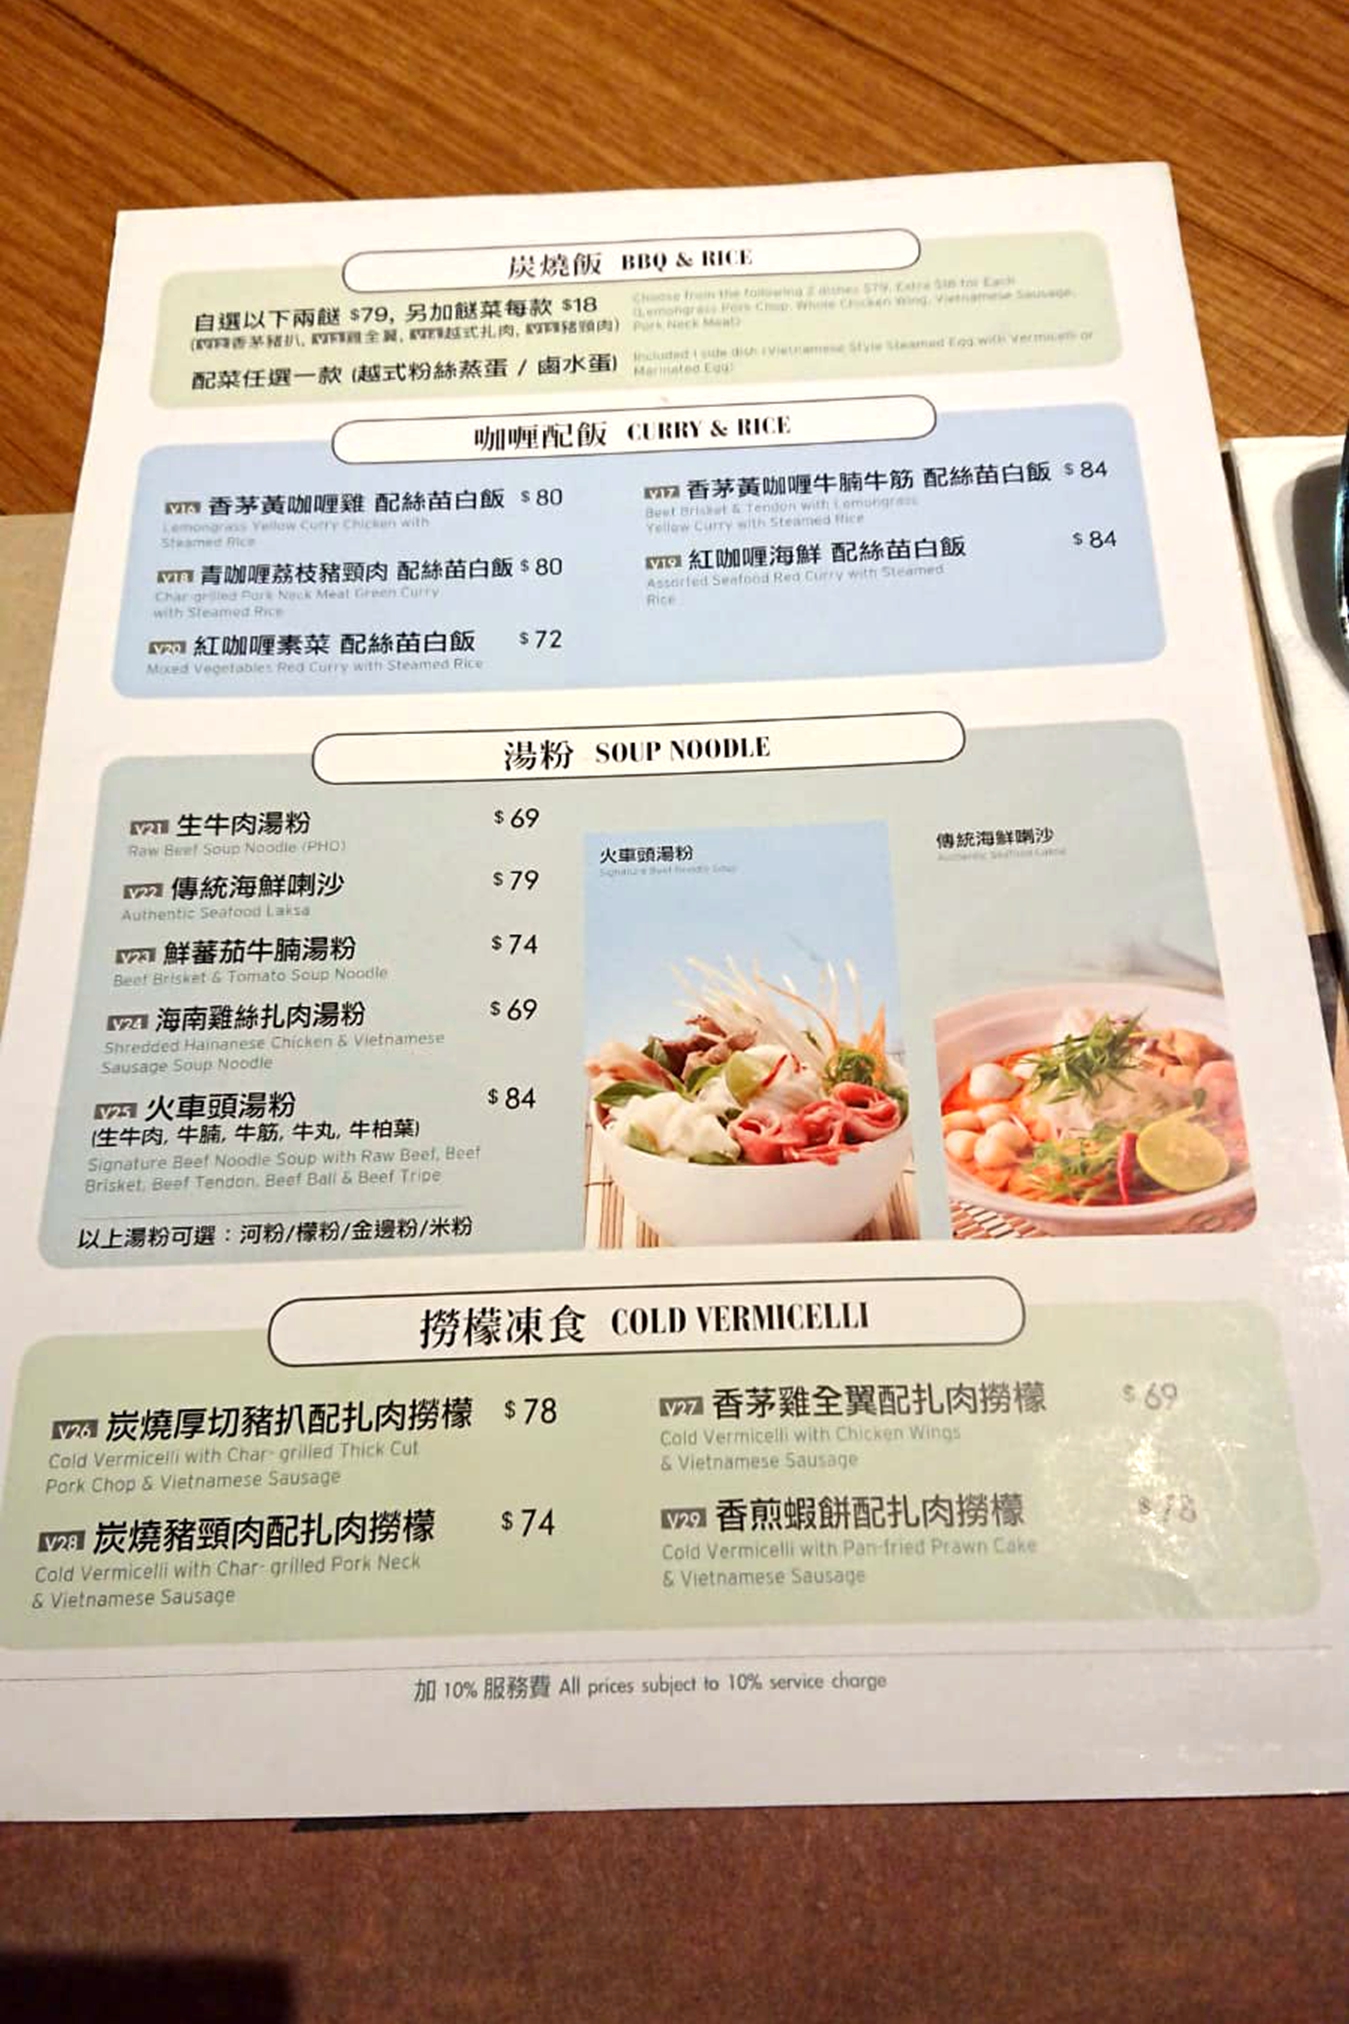 炭燒飯 BBQ & RICE
自選以下兩餸 $79, 另加餸菜每款 $18
(V12香茅豬扒, V13雞全翼, V14越式扎肉, V15豬頸肉)
配菜任選一款 (越式粉絲蒸蛋 / 鹵水蛋)
Choose from the following 2 dishes $79, Extra $18 for Each
(Lemongrass Pork Chop, Whole Chicken Wing, Vietnamese Sausage,
Pork Neck Meat)
Included 1 side dish (Vietnamese Style Steamed Egg with Vermicelli or
Marinated Egg)
咖喱配飯 CURRY & RICE
V16 香茅黃咖喱雞 配絲苗白飯 $80
Lemongrass Yellow Curry Chicken with
Steamed Rice
V17 香茅黃咖喱牛腩牛筋 配絲苗白飯 $84
Beef Brisket & Tendon with Lemongrass
Yellow Curry with Steamed Rice
V18 青咖喱荔枝豬頸肉 配絲苗白飯 $80
Char-grilled Pork Neck Meat Green Curry
with Steamed Rice
V19 紅咖喱海鮮 配絲苗白飯 $84
Assorted Seafood Red Curry with Steamed
Rice
V20 紅咖喱素菜 配絲苗白飯 $72
Mixed Vegetables Red Curry with Steamed Rice
湯粉 SOUP NOODLE
V21 生牛肉湯粉 $69
Raw Beef Soup Noodle (PHO)
V22 傳統海鮮喇沙 $79
Authentic Seafood Laksa
V23 鮮蕃茄牛腩湯粉 $74
Beef Brisket & Tomato Soup Noodle
V24 海南雞絲扎肉湯粉 $69
Shredded Hainanese Chicken & Vietnamese
Sausage Soup Noodle
V25 火車頭湯粉 $84
(生牛肉, 牛腩, 牛筋, 牛丸, 牛柏葉)
Signature Beef Noodle Soup with Raw Beef, Beef
Brisket, Beef Tendon, Beef Ball & Beef Tripe
以上湯粉可選：河粉/檬粉/金邊粉/米粉
火車頭湯粉
Signature Beef Noodle Soup
傳統海鮮喇沙
Authentic Seafood Laksa
撈檬凍食 COLD VERMICELLI
V26 炭燒厚切豬扒配扎肉撈檬 $78
Cold Vermicelli with Char- grilled Thick Cut
Pork Chop & Vietnamese Sausage
V27 香茅雞全翼配扎肉撈檬 $69
Cold Vermicelli with Chicken Wings
& Vietnamese Sausage
V28 炭燒豬頸肉配扎肉撈檬 $74
Cold Vermicelli with Char- grilled Pork Neck
& Vietnamese Sausage
V29 香煎蝦餅配扎肉撈檬 $78
Cold Vermicelli with Pan-fried Prawn Cake
& Vietnamese Sausage
加 10% 服務費 All prices subject to 10% service charge